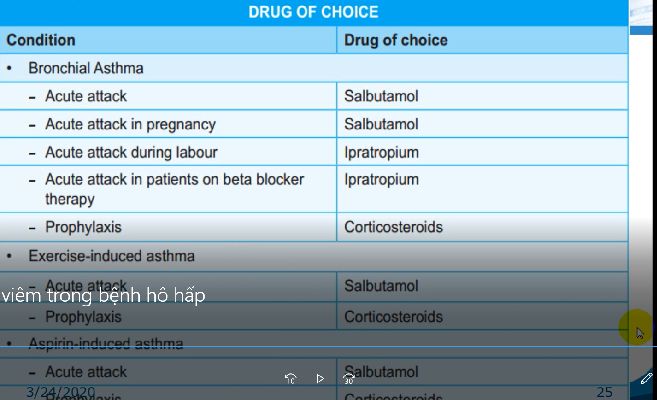 DRUG OF CHOICE
Condition Drug of choice
• Bronchial Asthma
– Acute attack Salbutamol
– Acute attack in pregnancy Salbutamol
– Acute attack during labour Ipratropium
– Acute attack in patients on beta blocker Ipratropium
therapy
– Prophylaxis Corticosteroids
• Exercise-induced asthma
– Acute attack Salbutamol
viêm trong bệnh hô hấp
– Prophylaxis Corticosteroids
• Aspirin-induced asthma
– Acute attack Salbutamol
10 30
3/24/2020 25
– Prophylaxis Corticosteroids